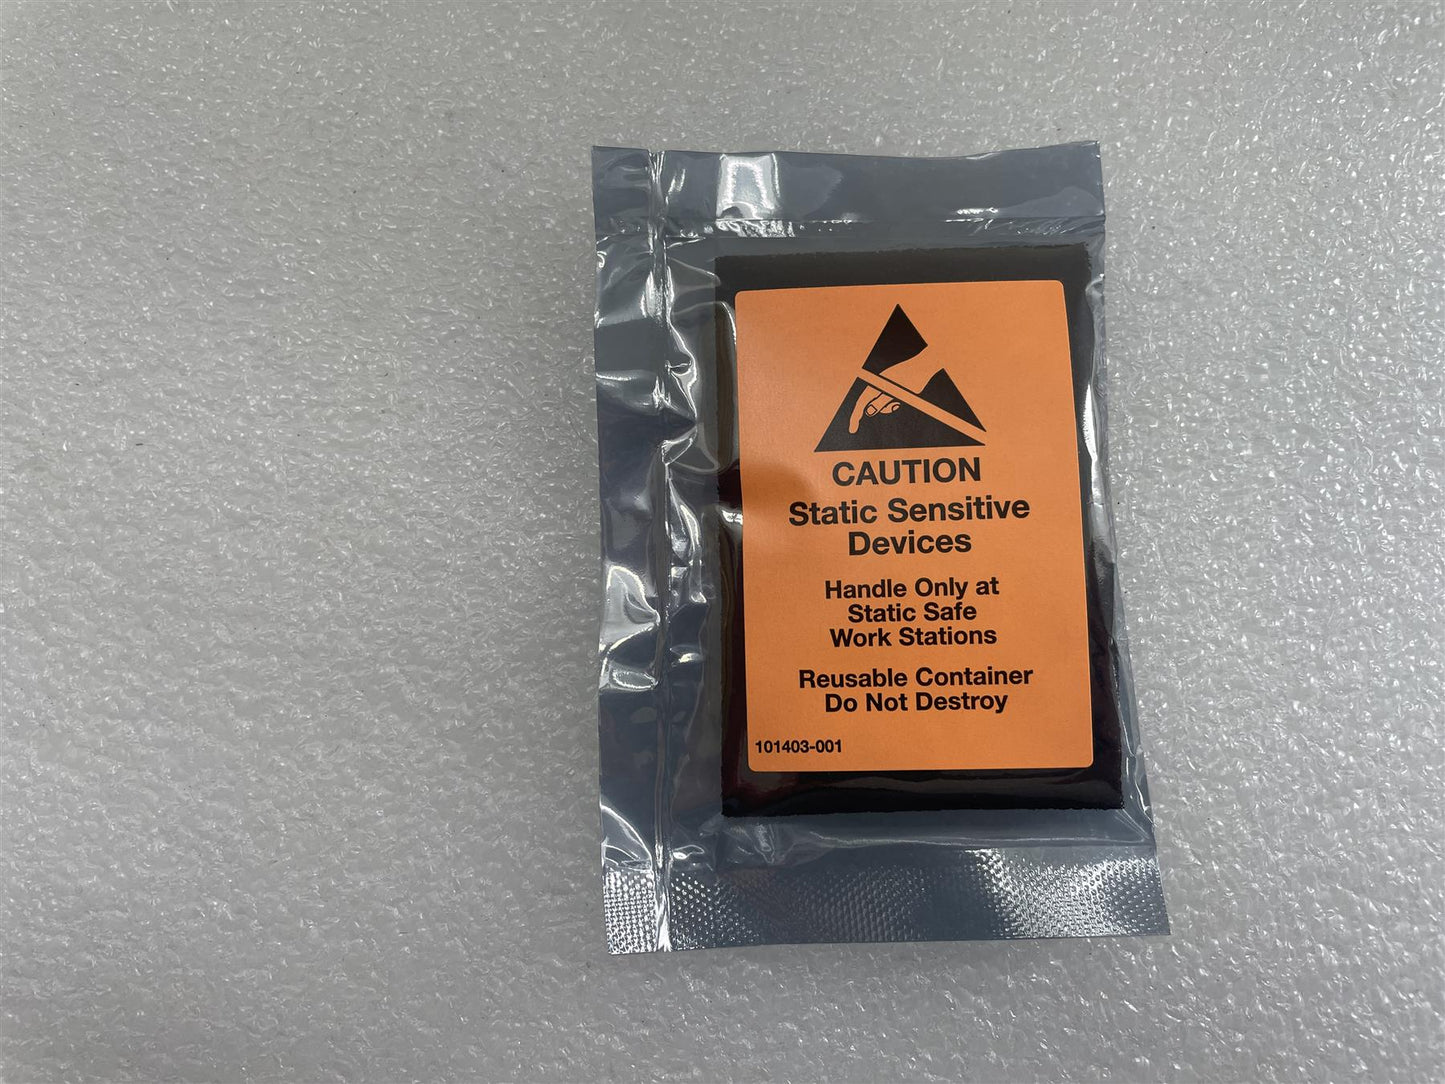 CAUTION
Static Sensitive
Devices
Handle Only at
Static Safe
Work Stations
Reusable Container
Do Not Destroy
101403-001